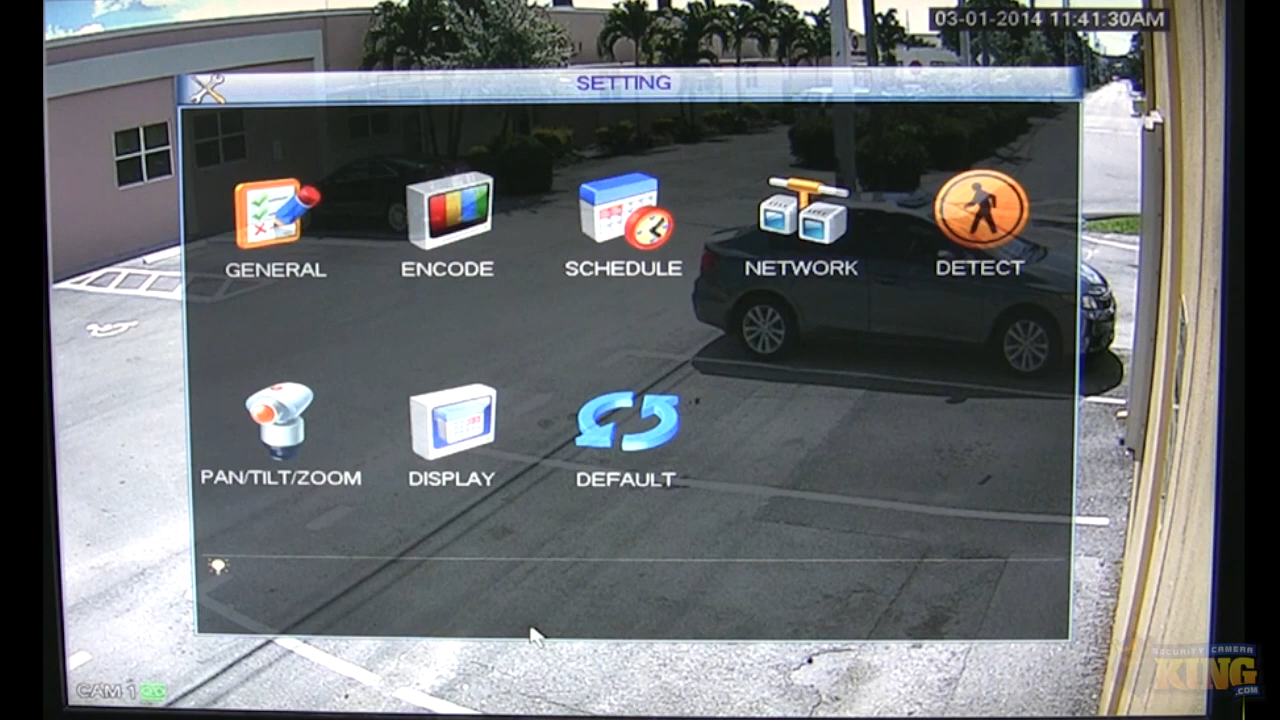 03-01-2014 11:41:30AM
SETTING
GENERAL ENCODE SCHEDULE NETWORK DETECT
PAN/TILT/ZOOM DISPLAY DEFAULT
CAM 1
SECURITY CAMERA
KING
.COM